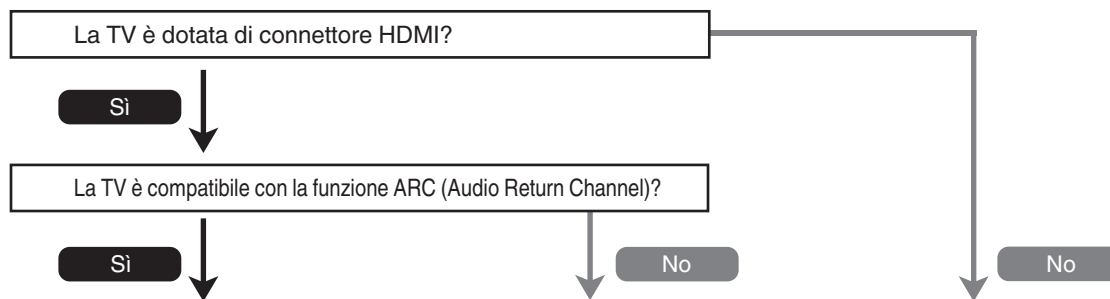 La TV è dotata di connettore HDMI?
Sì
La TV è compatibile con la funzione ARC (Audio Return Channel)?
Sì
No
No